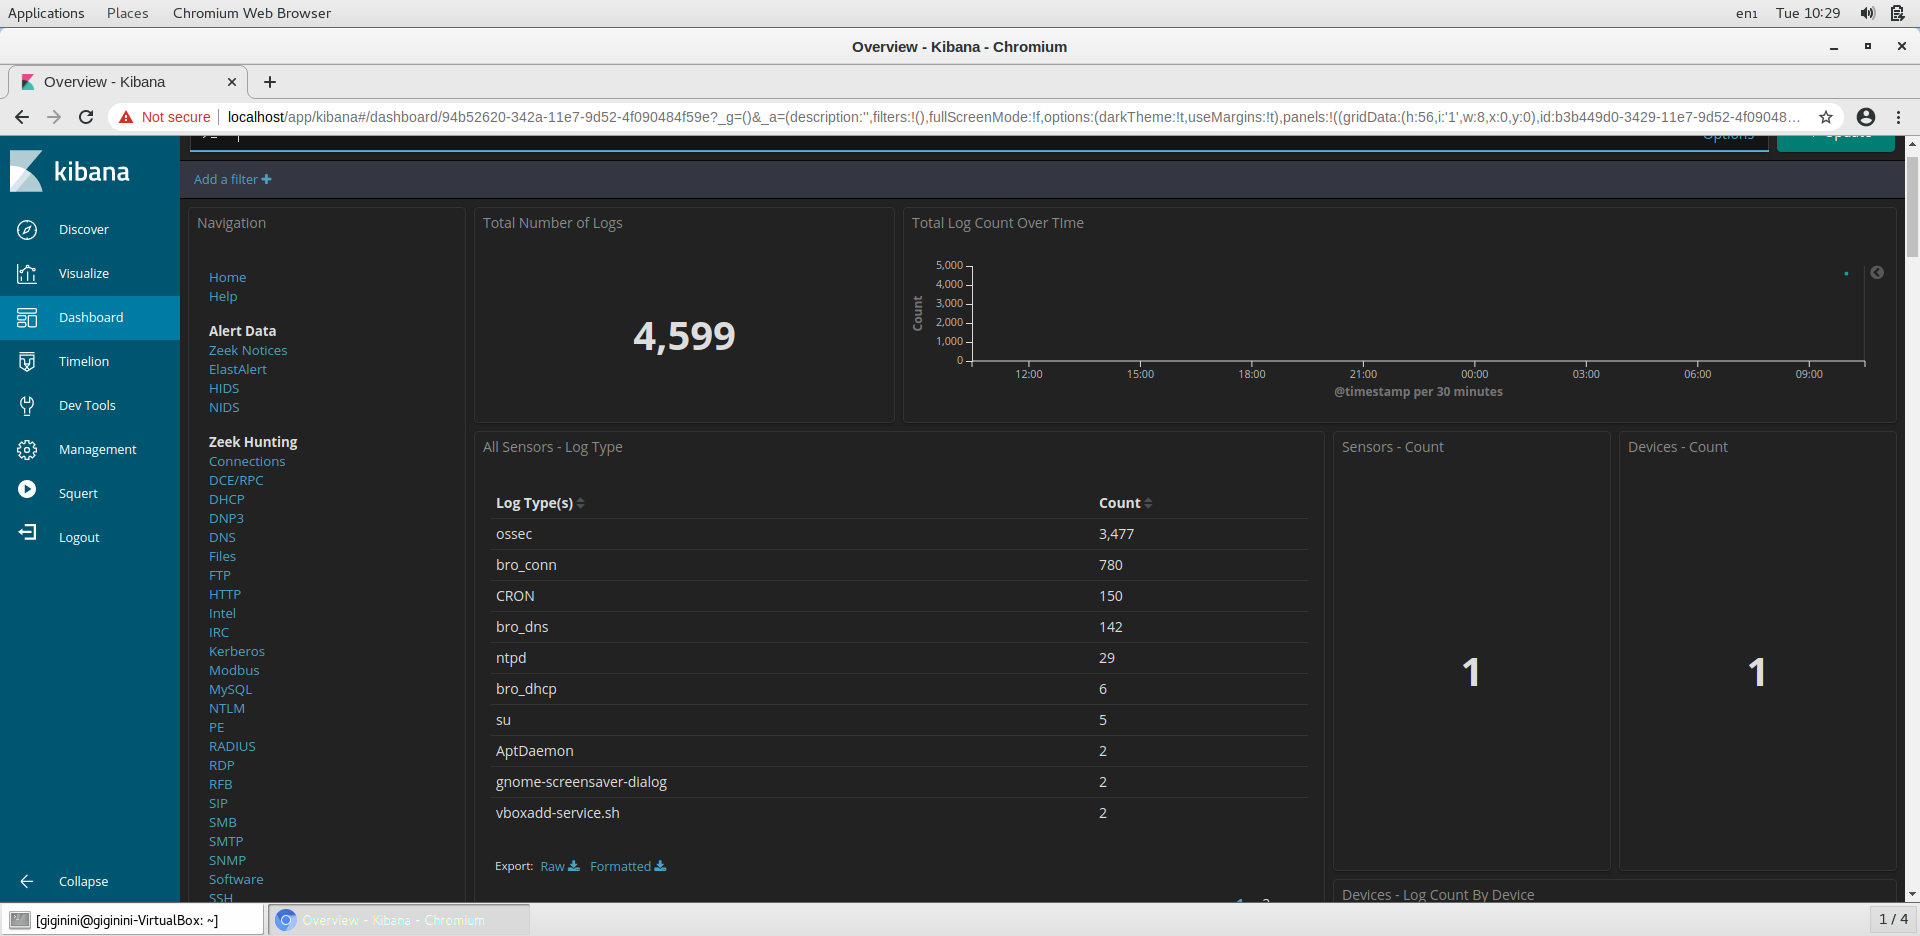 Applications Places Chromium Web Browser en1 Tue 10:29
Overview - Kibana - Chromium
Overview - Kibana
Not secure localhost/app/kibana#/dashboard/94b52620-342a-11e7-9d52-4f090484f59e?_g=()&_a=(description:'',filters:!(),fullScreenMode:!f,options:(darkTheme:!t,useMargins:!t),panels:!((gridData:(h:56,i:'1',w:8,x:0,y:0),id:b3b449d0-3429-11e7-9d52-4f09048...
Options
kibana
Discover
Visualize
Dashboard
Timelion
Dev Tools
Management
Squert
Logout
Collapse
Add a filter
Navigation
Home
Help
Alert Data
Zeek Notices
ElastAlert
HIDS
NIDS
Zeek Hunting
Connections
DCE/RPC
DHCP
DNP3
DNS
Files
FTP
HTTP
Intel
IRC
Kerberos
Modbus
MySQL
NTLM
PE
RADIUS
RDP
RFB
SIP
SMB
SMTP
SNMP
Software
SSH
Total Number of Logs
4,599
Total Log Count Over TIme
Count
5,000
4,000
3,000
2,000
1,000
0
12:00 15:00 18:00 21:00 00:00 03:00 06:00 09:00
@timestamp per 30 minutes
All Sensors - Log Type
Log Type(s) Count
ossec 3,477
bro_conn 780
CRON 150
bro_dns 142
ntpd 29
bro_dhcp 6
su 5
AptDaemon 2
gnome-screensaver-dialog 2
vboxadd-service.sh 2
Export: Raw Formatted
Sensors - Count
1
Devices - Count
1
Devices - Log Count By Device
[giginini@giginini-VirtualBox: ~]
Overview - Kibana - Chromium
1 / 4